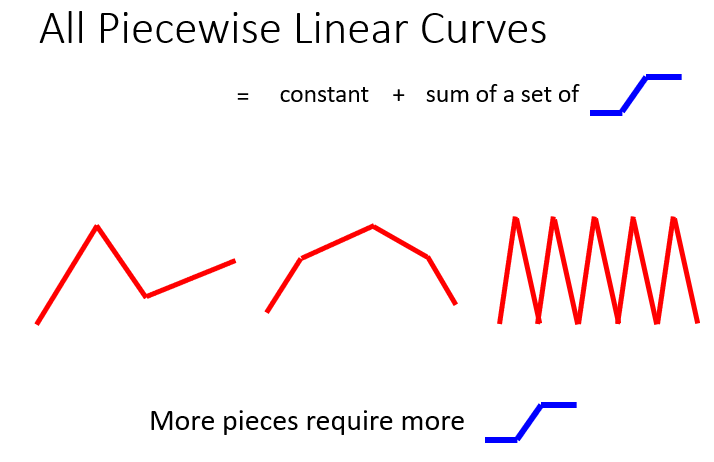 All Piecewise Linear Curves
= constant + sum of a set of
More pieces require more